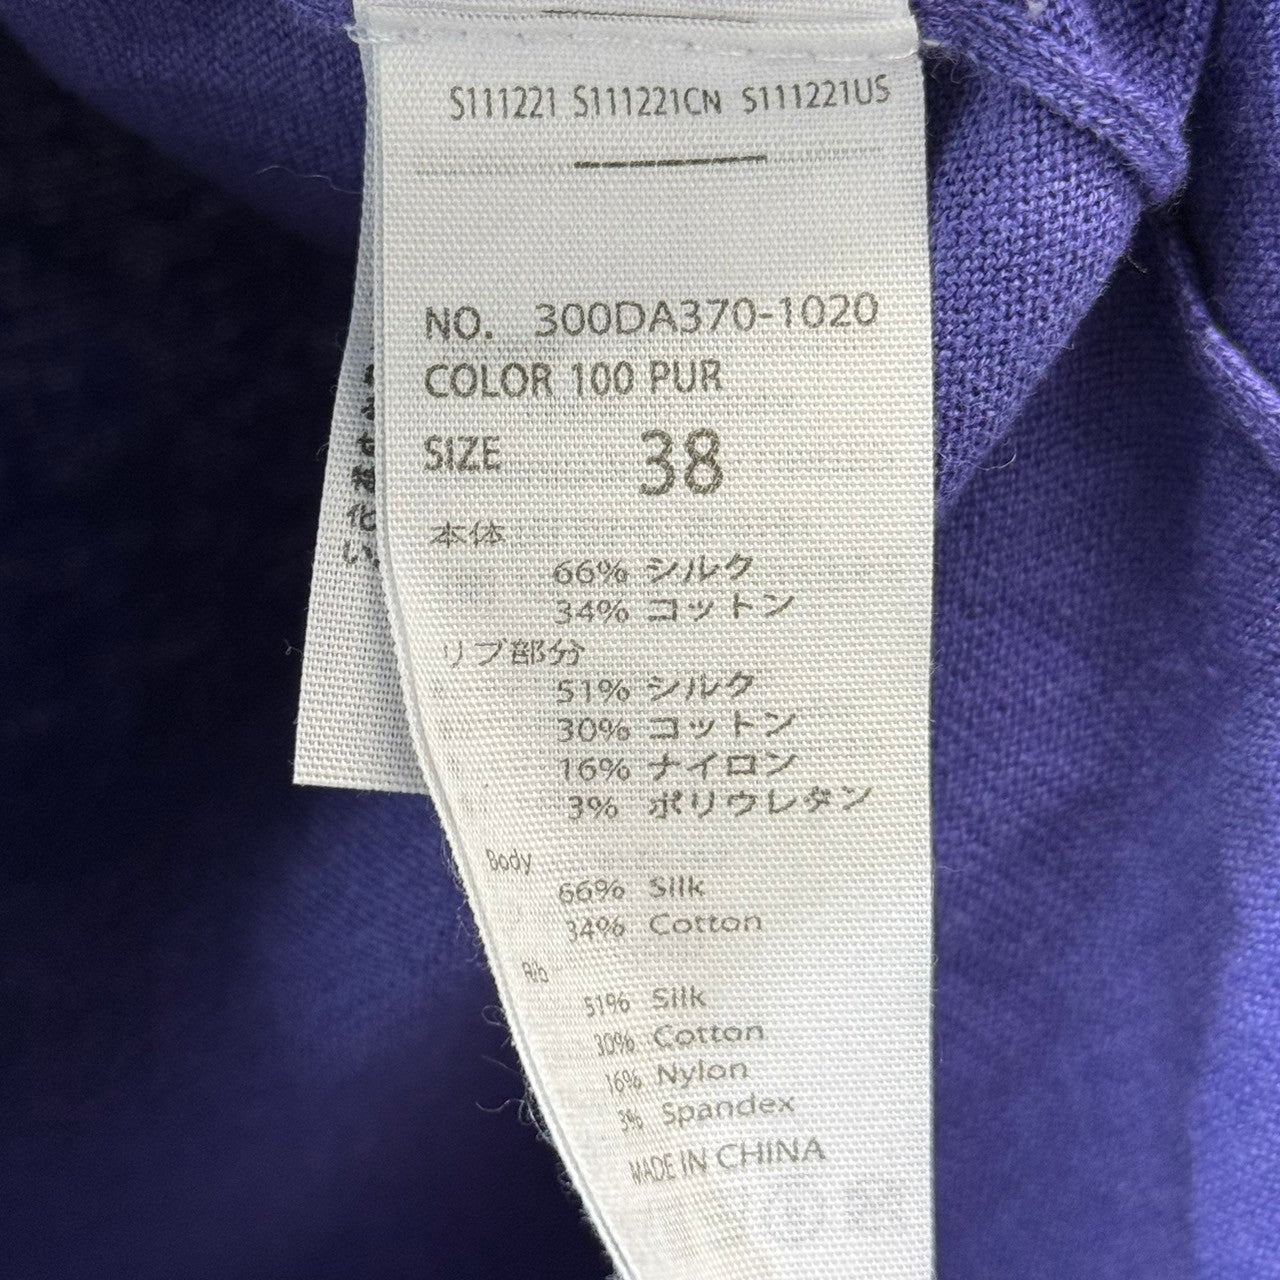 S111221 S111221CN S111221US
NO. 300DA370-1020
COLOR 100 PUR
SIZE 38
本体
66% シルク
34% コットン
リブ部分
51% シルク
30% コットン
16% ナイロン
3% ポリウレタン
Body
66% Silk
34% Cotton
Rib
51% Silk
30% Cotton
16% Nylon
3% Spandex
MADE IN CHINA